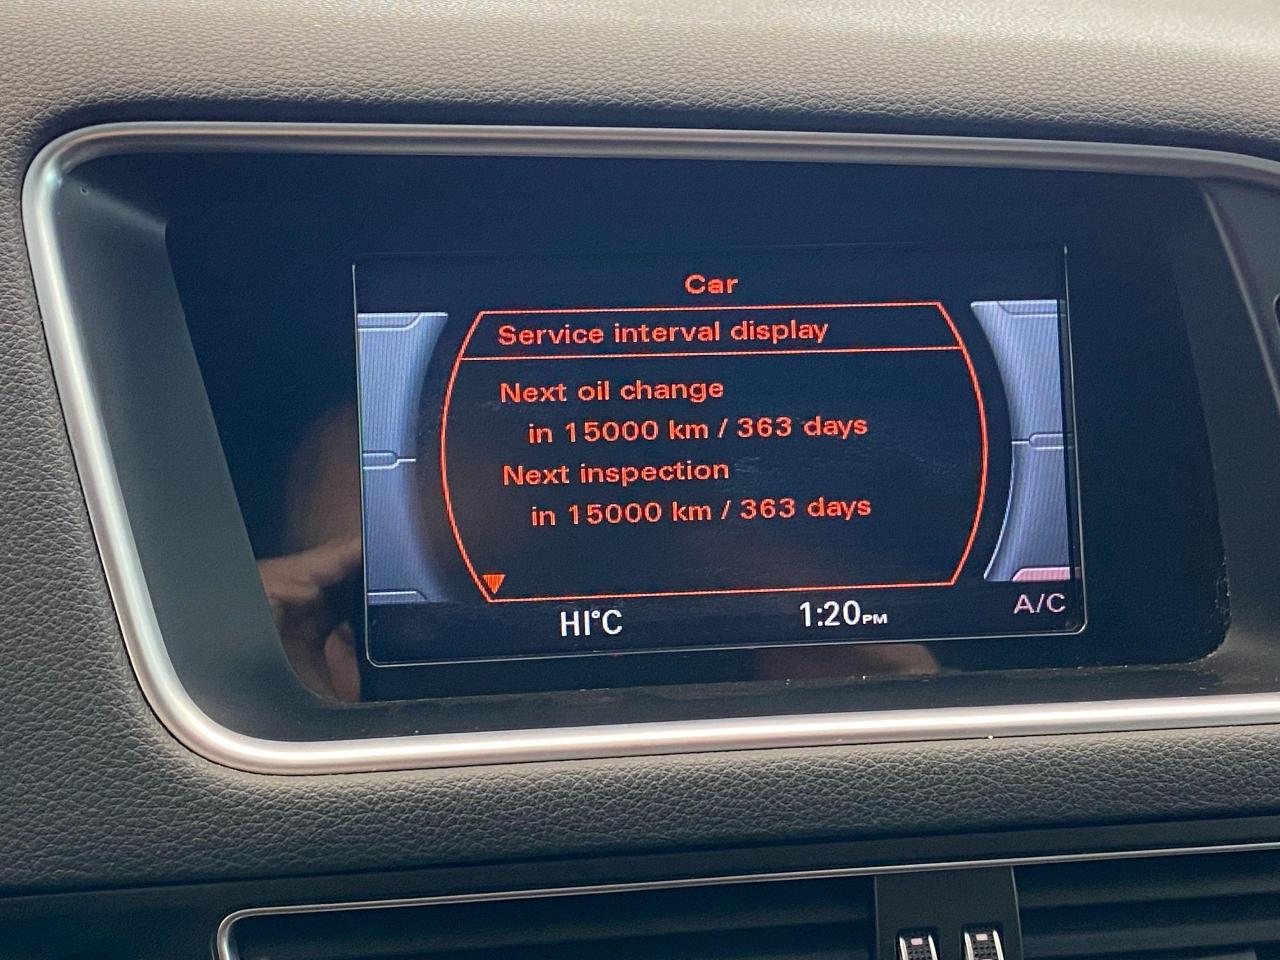 Car
Service interval display
Next oil change
in 15000 km / 363 days
Next inspection
in 15000 km / 363 days
HI°C 1:20PM A/C